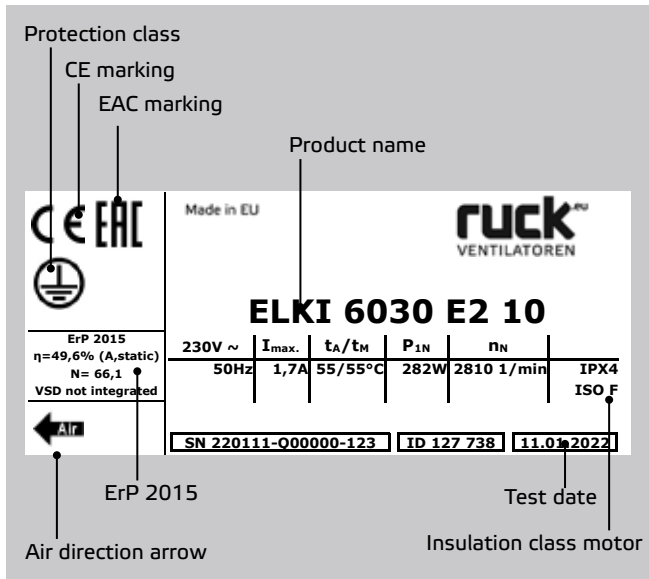 Protection class
CE marking
EAC marking
Product name
CE EAC
Made in EU
ruck.eu
VENTILATOREN
ELKI 6030 E2 10
ErP 2015
η=49,6% (A,static)
N= 66,1
VSD not integrated
230V ~ Imax. tA/tM P1N nN
50Hz 1,7A 55/55°C 282W 2810 1/min IPX4
ISO F
Air
SN 220111-Q00000-123 ID 127 738 11.01.2022
ErP 2015
Test date
Air direction arrow
Insulation class motor